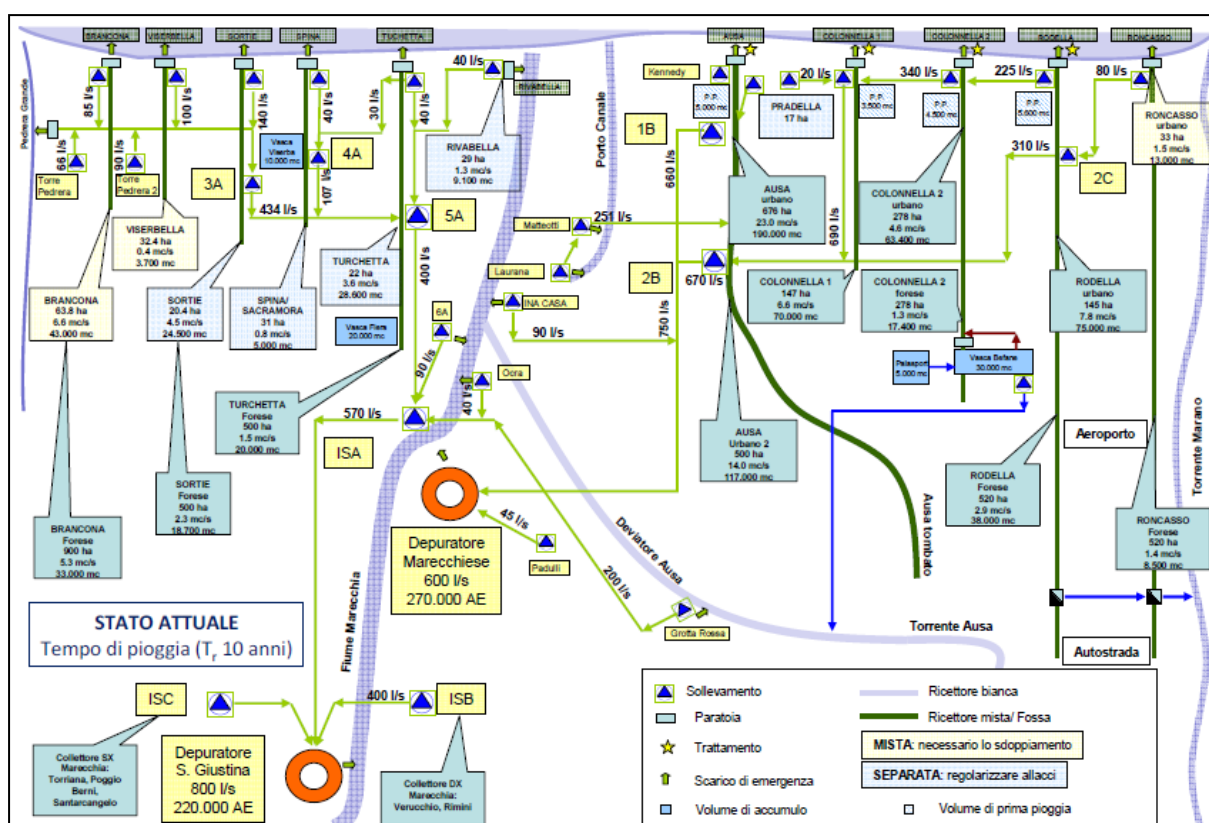 BRANCONA
VISERBELLA
SORTIE
SPINA
TUCHETTA
AUSA
COLONNELLA 1
COLONNELLA 2
RODELLA
RONCASSO
RIVABELLA
Pedrera Grande
85 l/s
100 l/s
140 l/s
40 l/s
30 l/s
40 l/s
40 l/s
Kennedy
20 l/s
340 l/s
225 l/s
80 l/s
P.P.
5.000 mc
PRADELLA
17 ha
P.P.
3.500 mc
P.P.
4.500 mc
P.P.
5.600 mc
RONCASSO
urbano
33 ha
1.5 mc/s
13.000 mc
66 l/s
90 l/s
Torre
Pedrera
Torre
Pedrera 2
3A
Vasca
Viserba
10.000 mc
4A
107 l/s
434 l/s
5A
400 l/s
RIVABELLA
29 ha
1.3 mc/s
9.100 mc
Porto Canale
1B
660 l/s
310 l/s
2C
VISERBELLA
32.4 ha
0.4 mc/s
3.700 mc
TURCHETTA
22 ha
3.6 mc/s
28.600 mc
Matteotti
251 l/s
Laurana
2B
670 l/s
690 l/s
AUSA
urbano
676 ha
23.0 mc/s
190.000 mc
COLONNELLA 2
urbano
278 ha
4.6 mc/s
63.400 mc
BRANCONA
63.8 ha
6.6 mc/s
43.000 mc
SORTIE
20.4 ha
4.5 mc/s
24.500 mc
SPINA/
SACRAMORA
31 ha
0.8 mc/s
5.000 mc
Vasca Fiera
20.000 mc
6A
INA CASA
90 l/s
750 l/s
COLONNELLA 1
147 ha
6.6 mc/s
70.000 mc
COLONNELLA 2
forese
278 ha
1.3 mc/s
17.400 mc
RODELLA
urbano
145 ha
7.8 mc/s
75.000 mc
90 l/s
40 l/s
Vasca Befane
30.000 mc
5.000 mc
TURCHETTA
Forese
500 ha
1.5 mc/s
20.000 mc
570 l/s
ISA
AUSA
Urbano 2
500 ha
14.0 mc/s
117.000 mc
Aeroporto
Torrente Marano
SORTIE
Forese
500 ha
2.3 mc/s
18.700 mc
RODELLA
Forese
520 ha
2.9 mc/s
38.000 mc
BRANCONA
Forese
900 ha
5.3 mc/s
33.000 mc
45 l/s
Padulli
Depuratore
Marecchiese
600 l/s
270.000 AE
Deviatore Ausa
200 l/s
Ausa tombato
RONCASSO
Forese
520 ha
1.4 mc/s
8.500 mc
STATO ATTUALE
Tempo di pioggia (Tr 10 anni)
Fiume Marecchia
Grotta Rossa
Torrente Ausa
Autostrada
ISC
400 l/s
ISB
Collettore SX
Marecchia:
Torriana, Poggio
Berni,
Santarcangelo
Depuratore
S. Giustina
800 l/s
220.000 AE
Collettore DX
Marecchia:
Verucchio, Rimini
Sollevamento
Paratoia
Trattamento
Scarico di emergenza
Volume di accumulo
Ricettore bianca
Ricettore mista/ Fossa
MISTA: necessario lo sdoppiamento
SEPARATA: regolarizzare allacci
Volume di prima pioggia